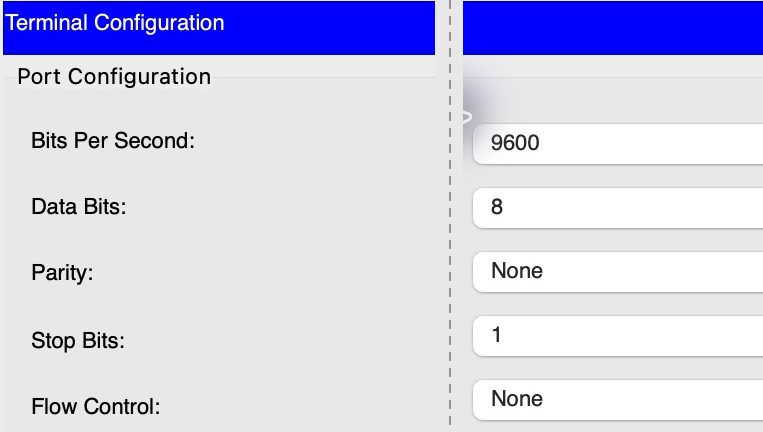 Terminal Configuration
Port Configuration
Bits Per Second: 9600
Data Bits: 8
Parity: None
Stop Bits: 1
Flow Control: None